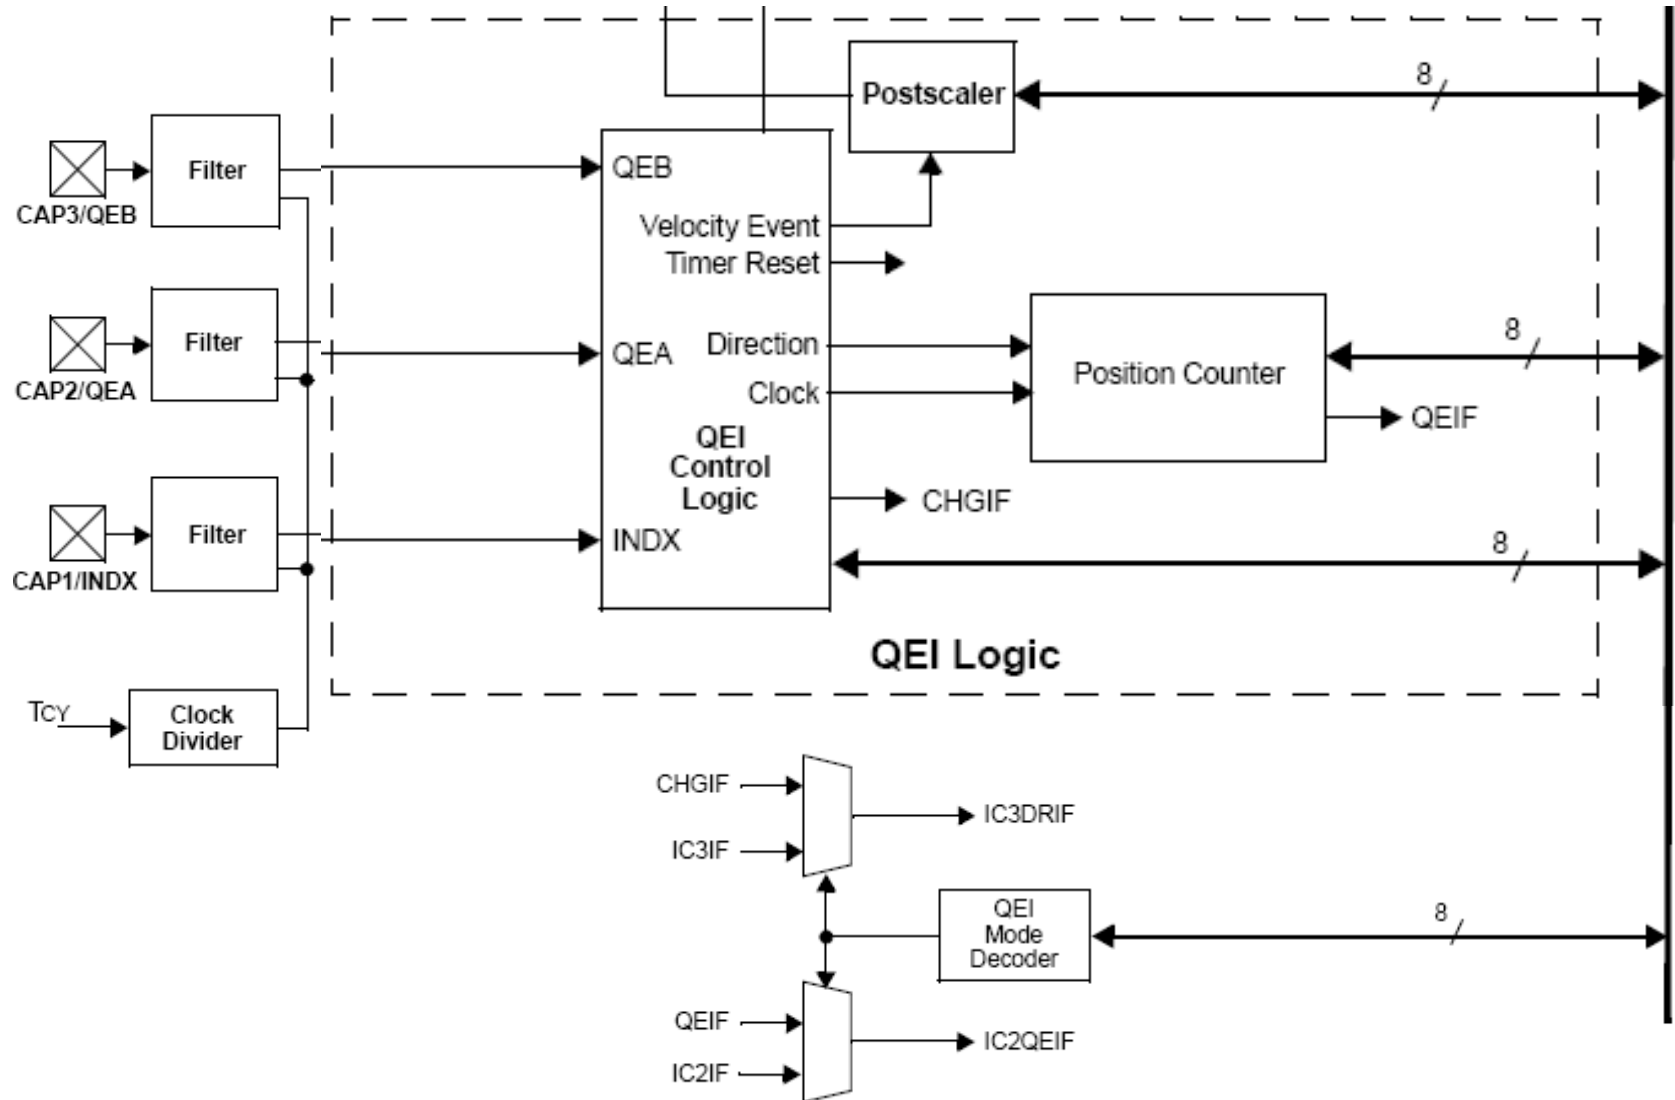 8
Postscaler
Filter
QEB
CAP3/QEB
Velocity Event
Timer Reset
8
Filter
QEA
Direction
CAP2/QEA
Position Counter
Clock
QEIF
QEI
Control
Logic
CHGIF
Filter
INDX
8
CAP1/INDX
QEI Logic
TCY
Clock
Divider
CHGIF
IC3DRIF
IC3IF
QEI
Mode
Decoder
8
QEIF
IC2QEIF
IC2IF